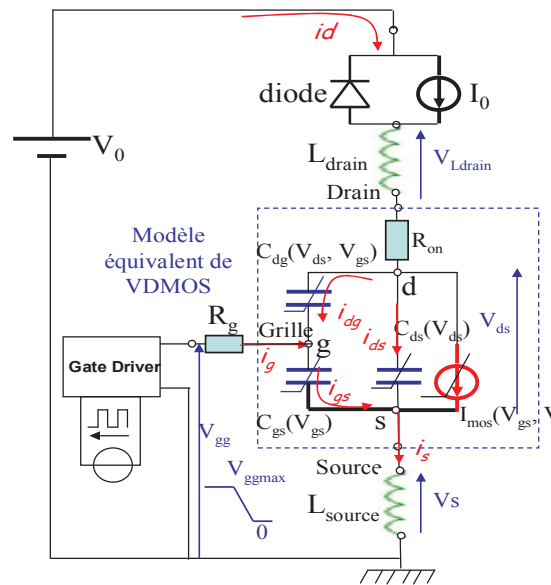 id
diode
I0
V0
Ldrain
VLdrain
Drain
Modèle
équivalent de
VDMOS
Cdg(Vds, Vgs)
Ron
d
Rg
Grille
idg
ids
Cds(Vds)
Vds
Gate Driver
ig
g
igs
Vgg
Cgs(Vgs)
s
Imos(Vgs, V
is
Vggmax
Source
0
Lsource
Vs